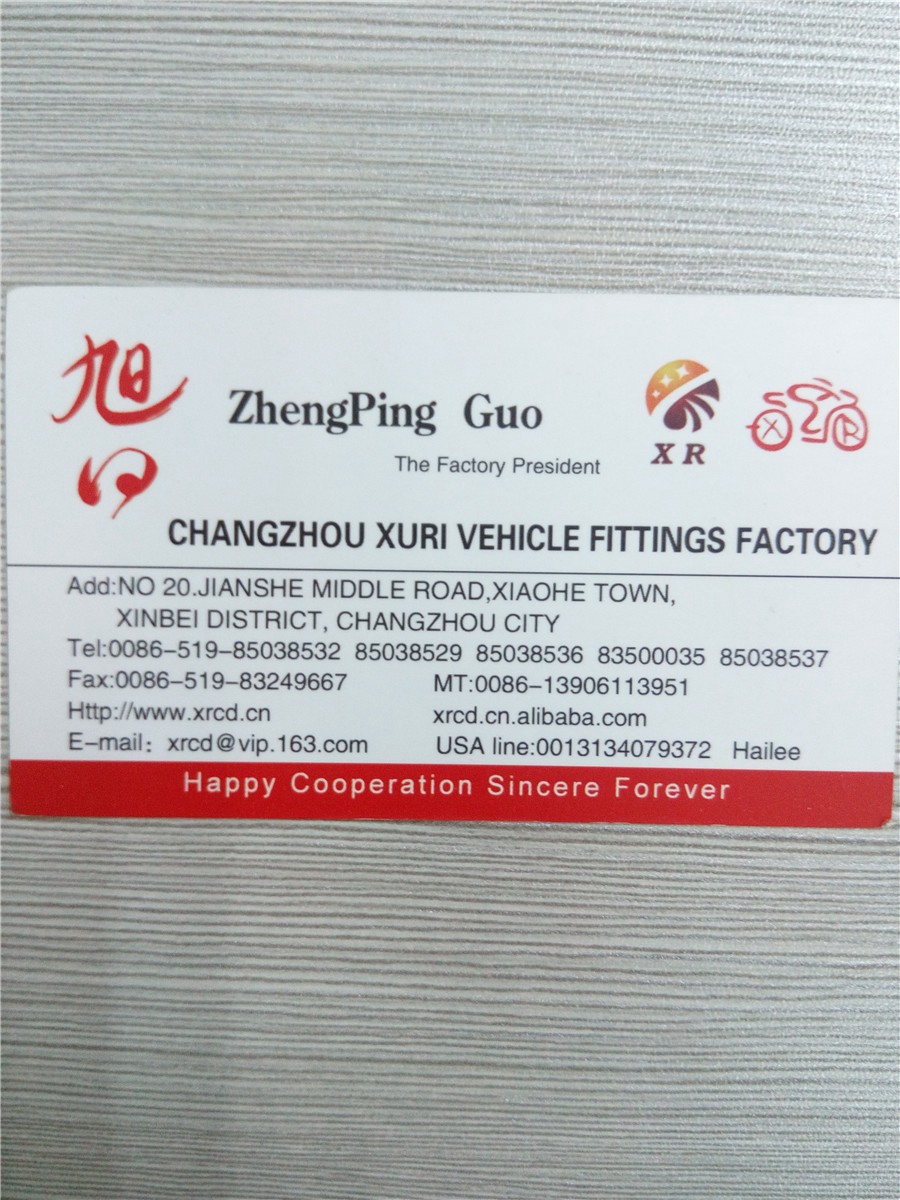 旭日
ZhengPing Guo
The Factory President
XR
XR
CHANGZHOU XURI VEHICLE FITTINGS FACTORY
Add:NO 20.JIANSHE MIDDLE ROAD,XIAOHE TOWN,
XINBEI DISTRICT, CHANGZHOU CITY
Tel:0086-519-85038532 85038529 85038536 83500035 85038537
Fax:0086-519-83249667 MT:0086-13906113951
Http://www.xrcd.cn xrcd.cn.alibaba.com
E-mail：xrcd@vip.163.com USA line:0013134079372 Hailee
Happy Cooperation Sincere Forever